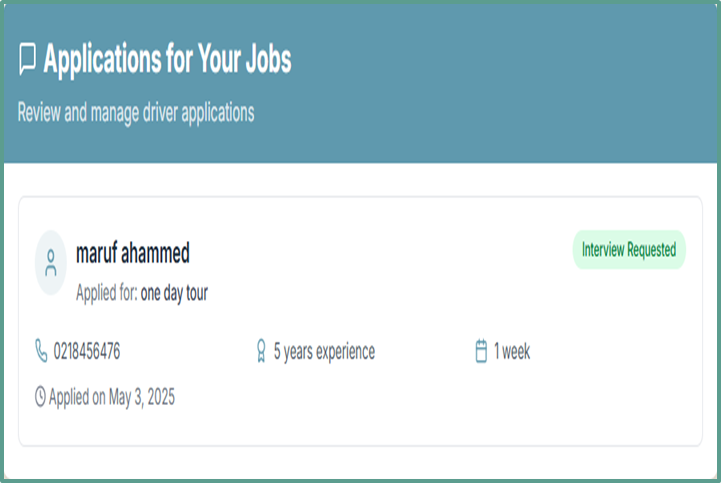 Applications for Your Jobs
Review and manage driver applications
maruf ahammed
Interview Requested
Applied for: one day tour
0218456476
5 years experience
1 week
Applied on May 3, 2025